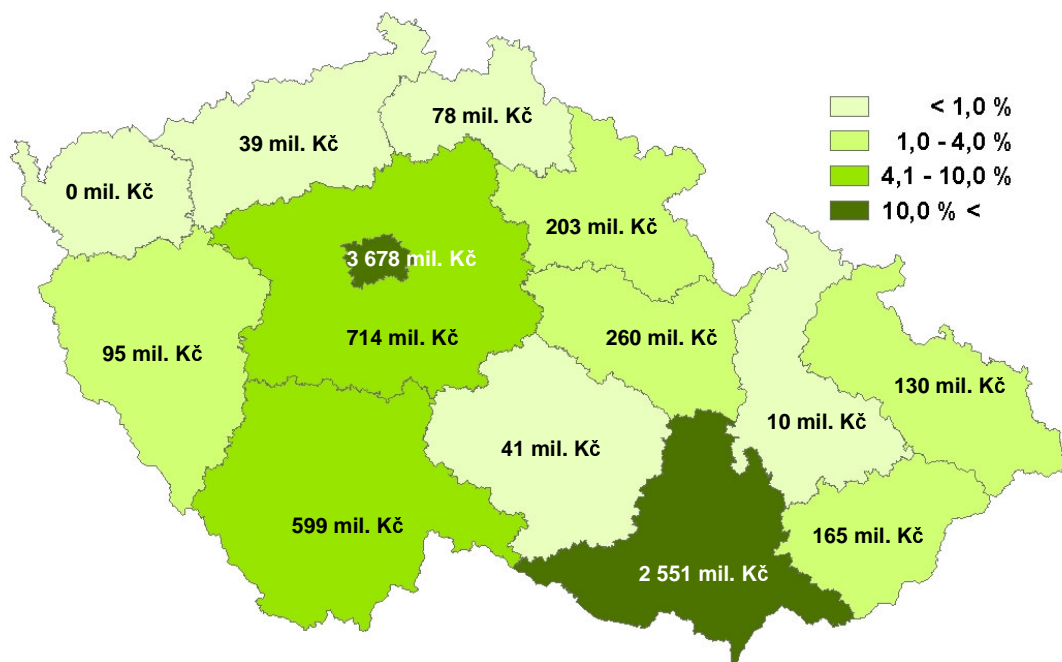 78 mil. Kč
39 mil. Kč
0 mil. Kč
203 mil. Kč
3 678 mil. Kč
714 mil. Kč
260 mil. Kč
95 mil. Kč
130 mil. Kč
10 mil. Kč
41 mil. Kč
599 mil. Kč
165 mil. Kč
2 551 mil. Kč
< 1,0 %
1,0 - 4,0 %
4,1 - 10,0 %
10,0 % <